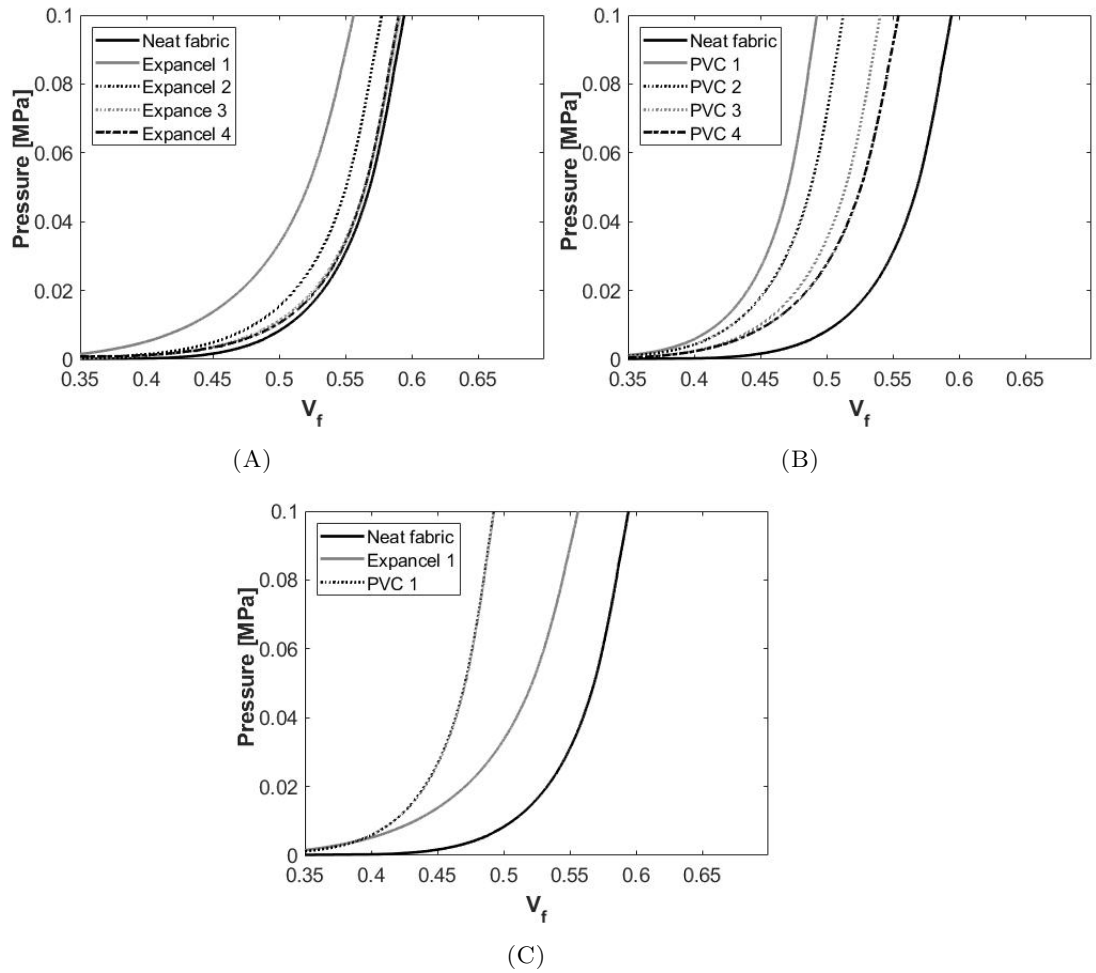 0.1
0.08
0.06
0.04
0.02
0
Pressure [MPa]
Neat fabric
Expancel 1
Expancel 2
Expance 3
Expancel 4
0.35 0.4 0.45 0.5 0.55 0.6 0.65
V_f
(A)
0.1
0.08
0.06
0.04
0.02
0
Pressure [MPa]
Neat fabric
PVC 1
PVC 2
PVC 3
PVC 4
0.35 0.4 0.45 0.5 0.55 0.6 0.65
V_f
(B)
0.1
0.08
0.06
0.04
0.02
0
Pressure [MPa]
Neat fabric
Expancel 1
PVC 1
0.35 0.4 0.45 0.5 0.55 0.6 0.65
V_f
(C)